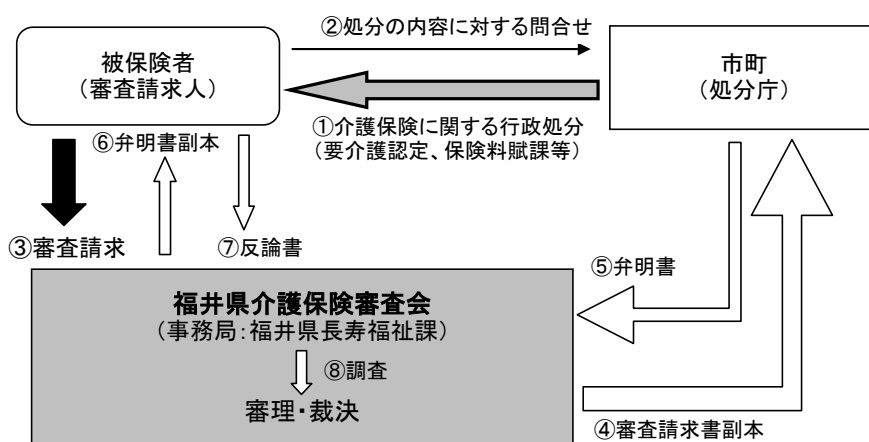 ②処分の内容に対する問合せ
被保険者
（審査請求人）
市町
（処分庁）
①介護保険に関する行政処分
（要介護認定、保険料賦課等）
⑥弁明書副本
③審査請求
⑦反論書
⑤弁明書
福井県介護保険審査会
（事務局：福井県長寿福祉課）
⑧調査
審理・裁決
④審査請求書副本